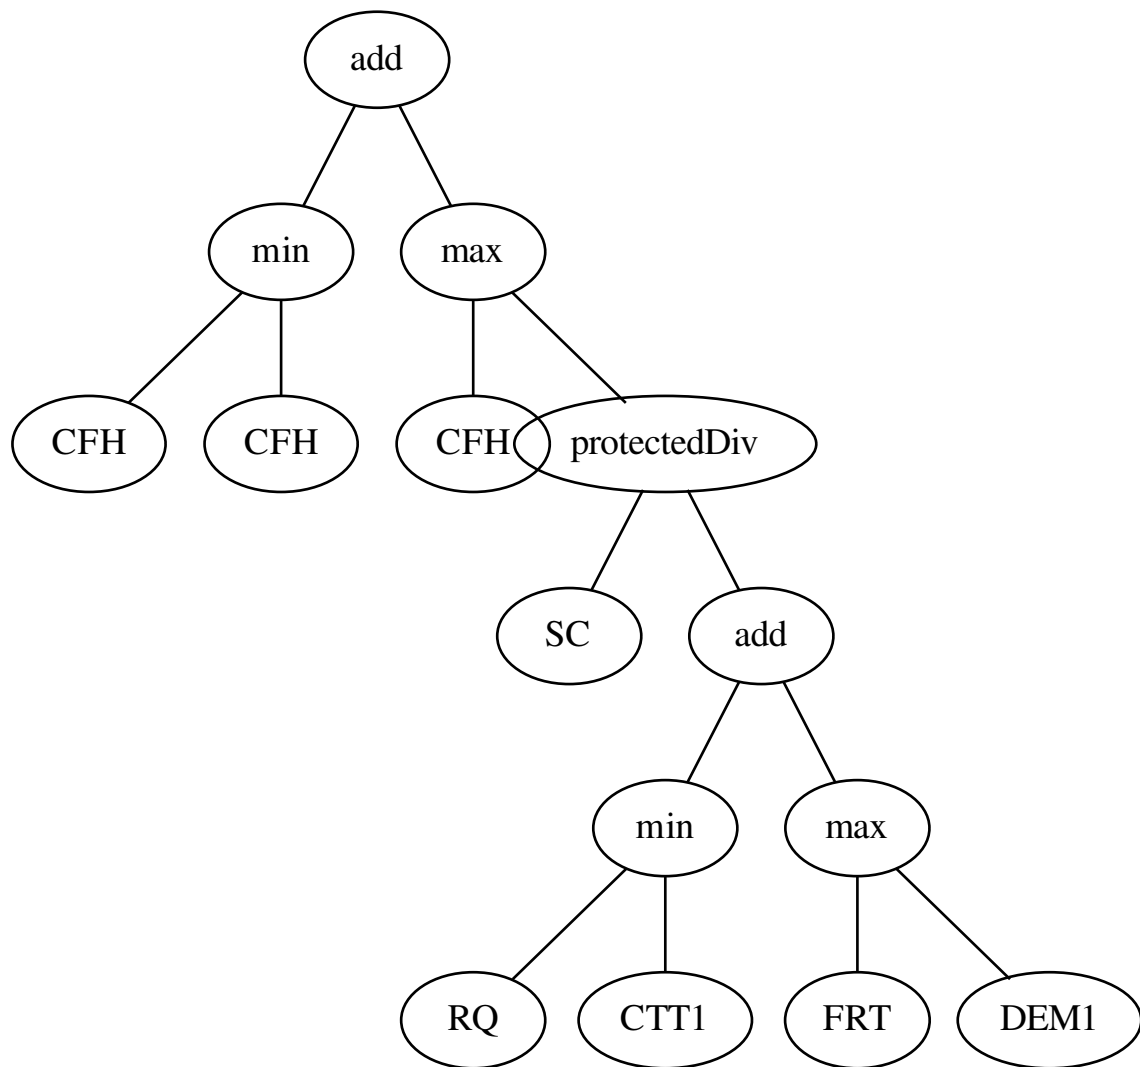 add
min max
CFH CFH CFH protectedDiv
SC add
min max
RQ CTT1 FRT DEM1